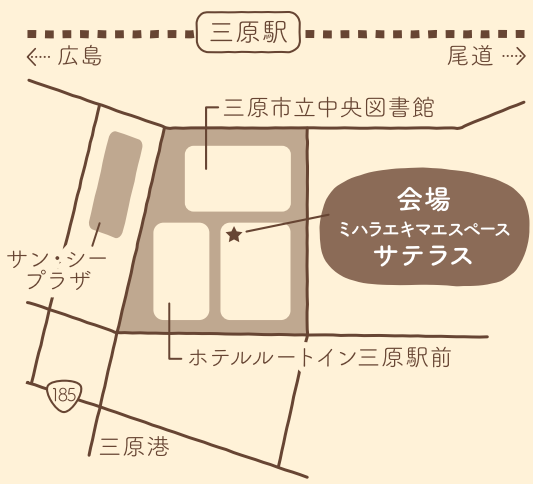 三原駅
広島
尾道
三原市立中央図書館
会場
ミハラエキマエスペース
サテラス
サン・シー
プラザ
ホテルルートイン三原駅前
185
三原港